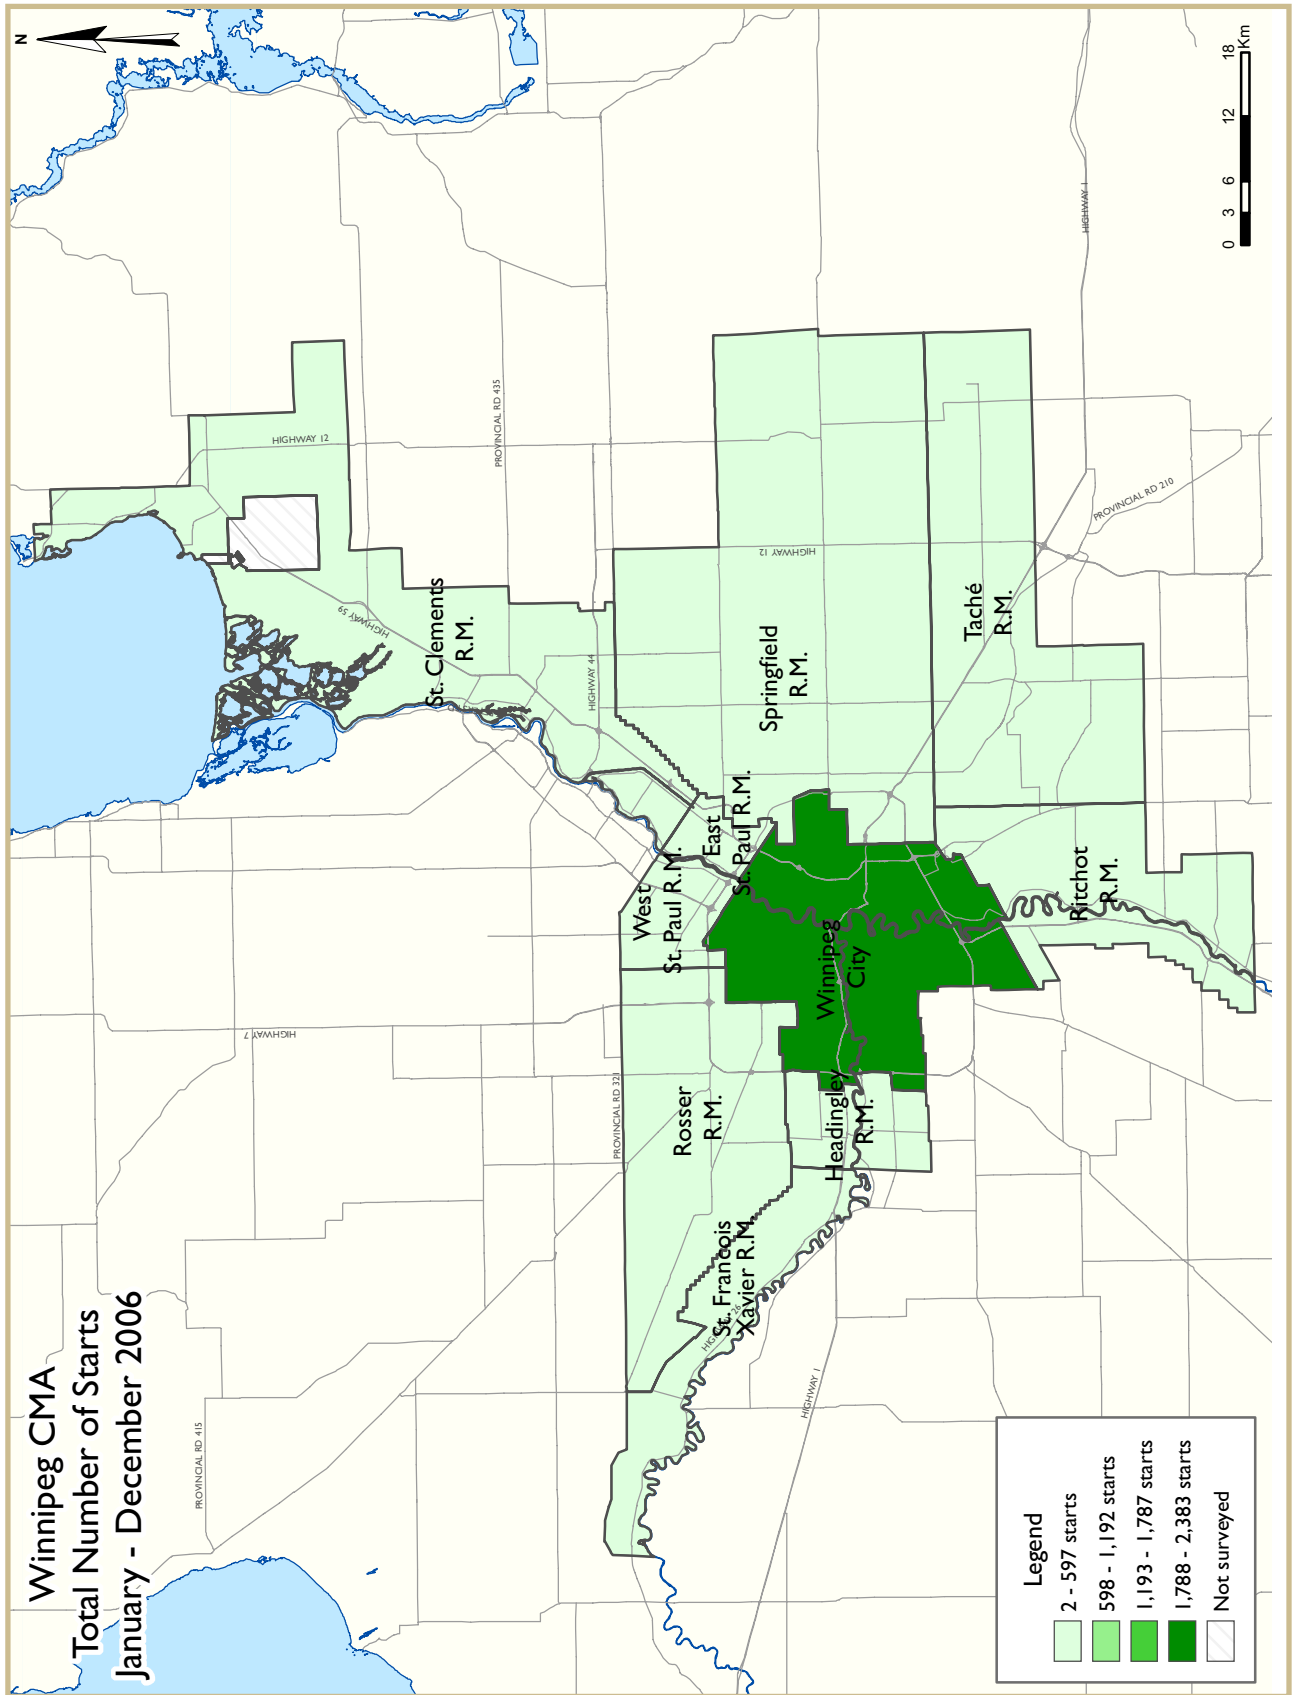 Winnipeg CMA
Total Number of Starts
January - December 2006
N
PROVINCIAL RD 415
HIGHWAY 7
HIGHWAY 12
PROVINCIAL RD 435
HIGHWAY 59
St. Clements
R.M.
HIGHWAY 44
PROVINCIAL RD 321
Rosser
R.M.
West
St. Paul R.M.
East
St. Paul R.M.
Springfield
R.M.
HIGHWAY 12
St. Francois
Xavier R.M.
Headingley
R.M.
Winnipeg
City
Taché
R.M.
HIGHWAY 1
HIGHWAY 1
PROVINCIAL RD 210
Ritchot
R.M.
Legend
2 - 597 starts
598 - 1,192 starts
1,193 - 1,787 starts
1,788 - 2,383 starts
Not surveyed
0 3 6 12 18
Km